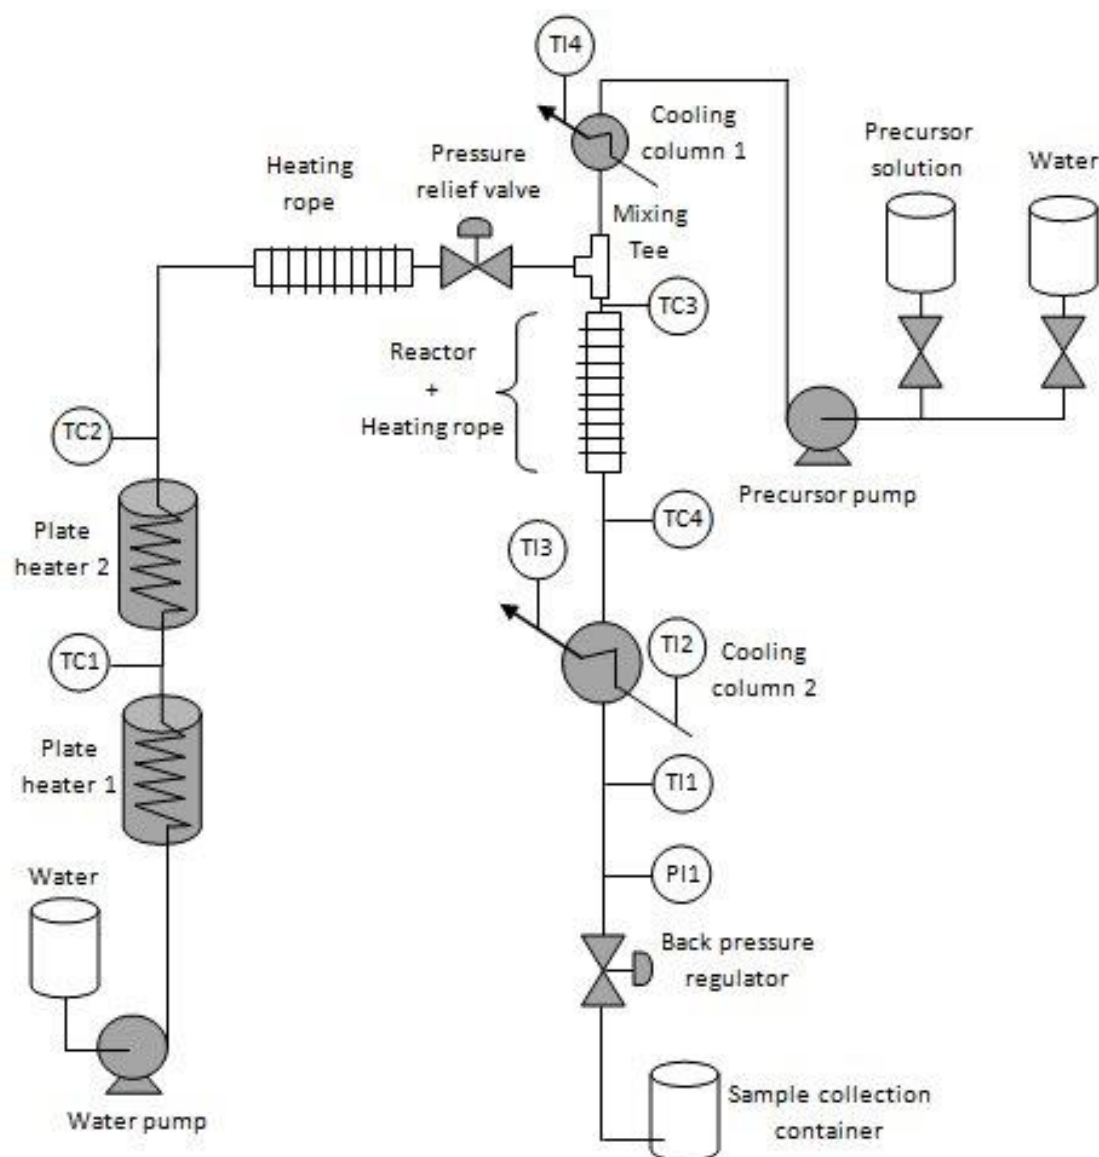 TI4
Cooling
column 1
Precursor
solution
Water
Heating
rope
Pressure
relief valve
Mixing
Tee
TC3
Reactor
+
Heating rope
TC2
Precursor pump
Plate
heater 2
TC4
TI3
TI2
Cooling
column 2
TC1
Plate
heater 1
TI1
Water
PI1
Back pressure
regulator
Water pump
Sample collection
container